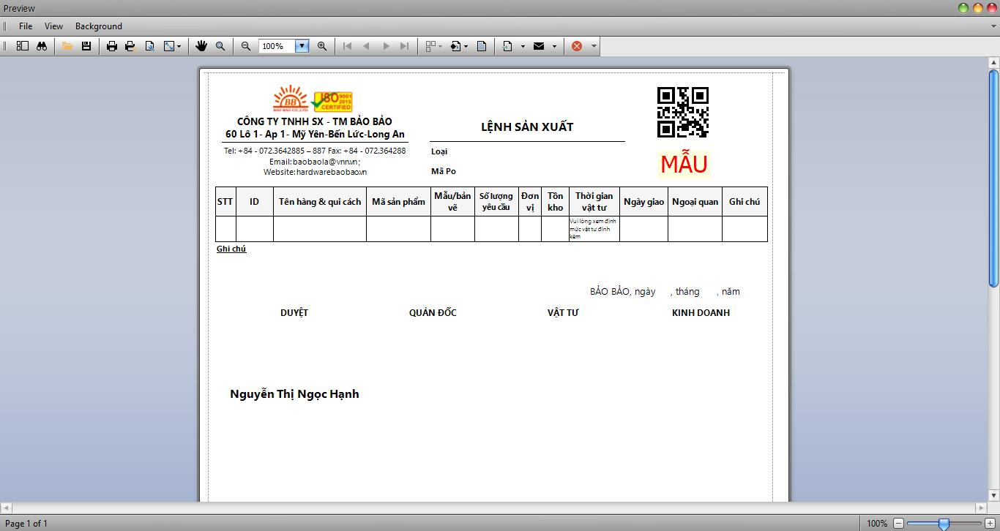 Preview
File View Background
100%
BB
BAO BAO CO.,LTD.
ISO 9001 2015
CERTIFIED
CÔNG TY TNHH SX - TM BẢO BẢO
60 Lô 1- Ap 1- Mỹ Yên-Bến Lức-Long An
Tel: +84 - 072.3642885 – 887 Fax: +84 - 072.364288
Email:baobaola@vnn.vn;
Website:hardwarebaobao.vn
LỆNH SẢN XUẤT
Loại
Mã Po
MẪU
STT ID Tên hàng & qui cách Mã sản phẩm Mẫu/bản vẽ Số lượng yêu cầu Đơn vị Tồn kho Thời gian vật tư Ngày giao Ngoại quan Ghi chú
Vui lòng xem định
mức vật tư đính
kèm
Ghi chú
BẢO BẢO, ngày , tháng , năm
DUYỆT QUẢN ĐỐC VẬT TƯ KINH DOANH
Nguyễn Thị Ngọc Hạnh
Page 1 of 1 100%